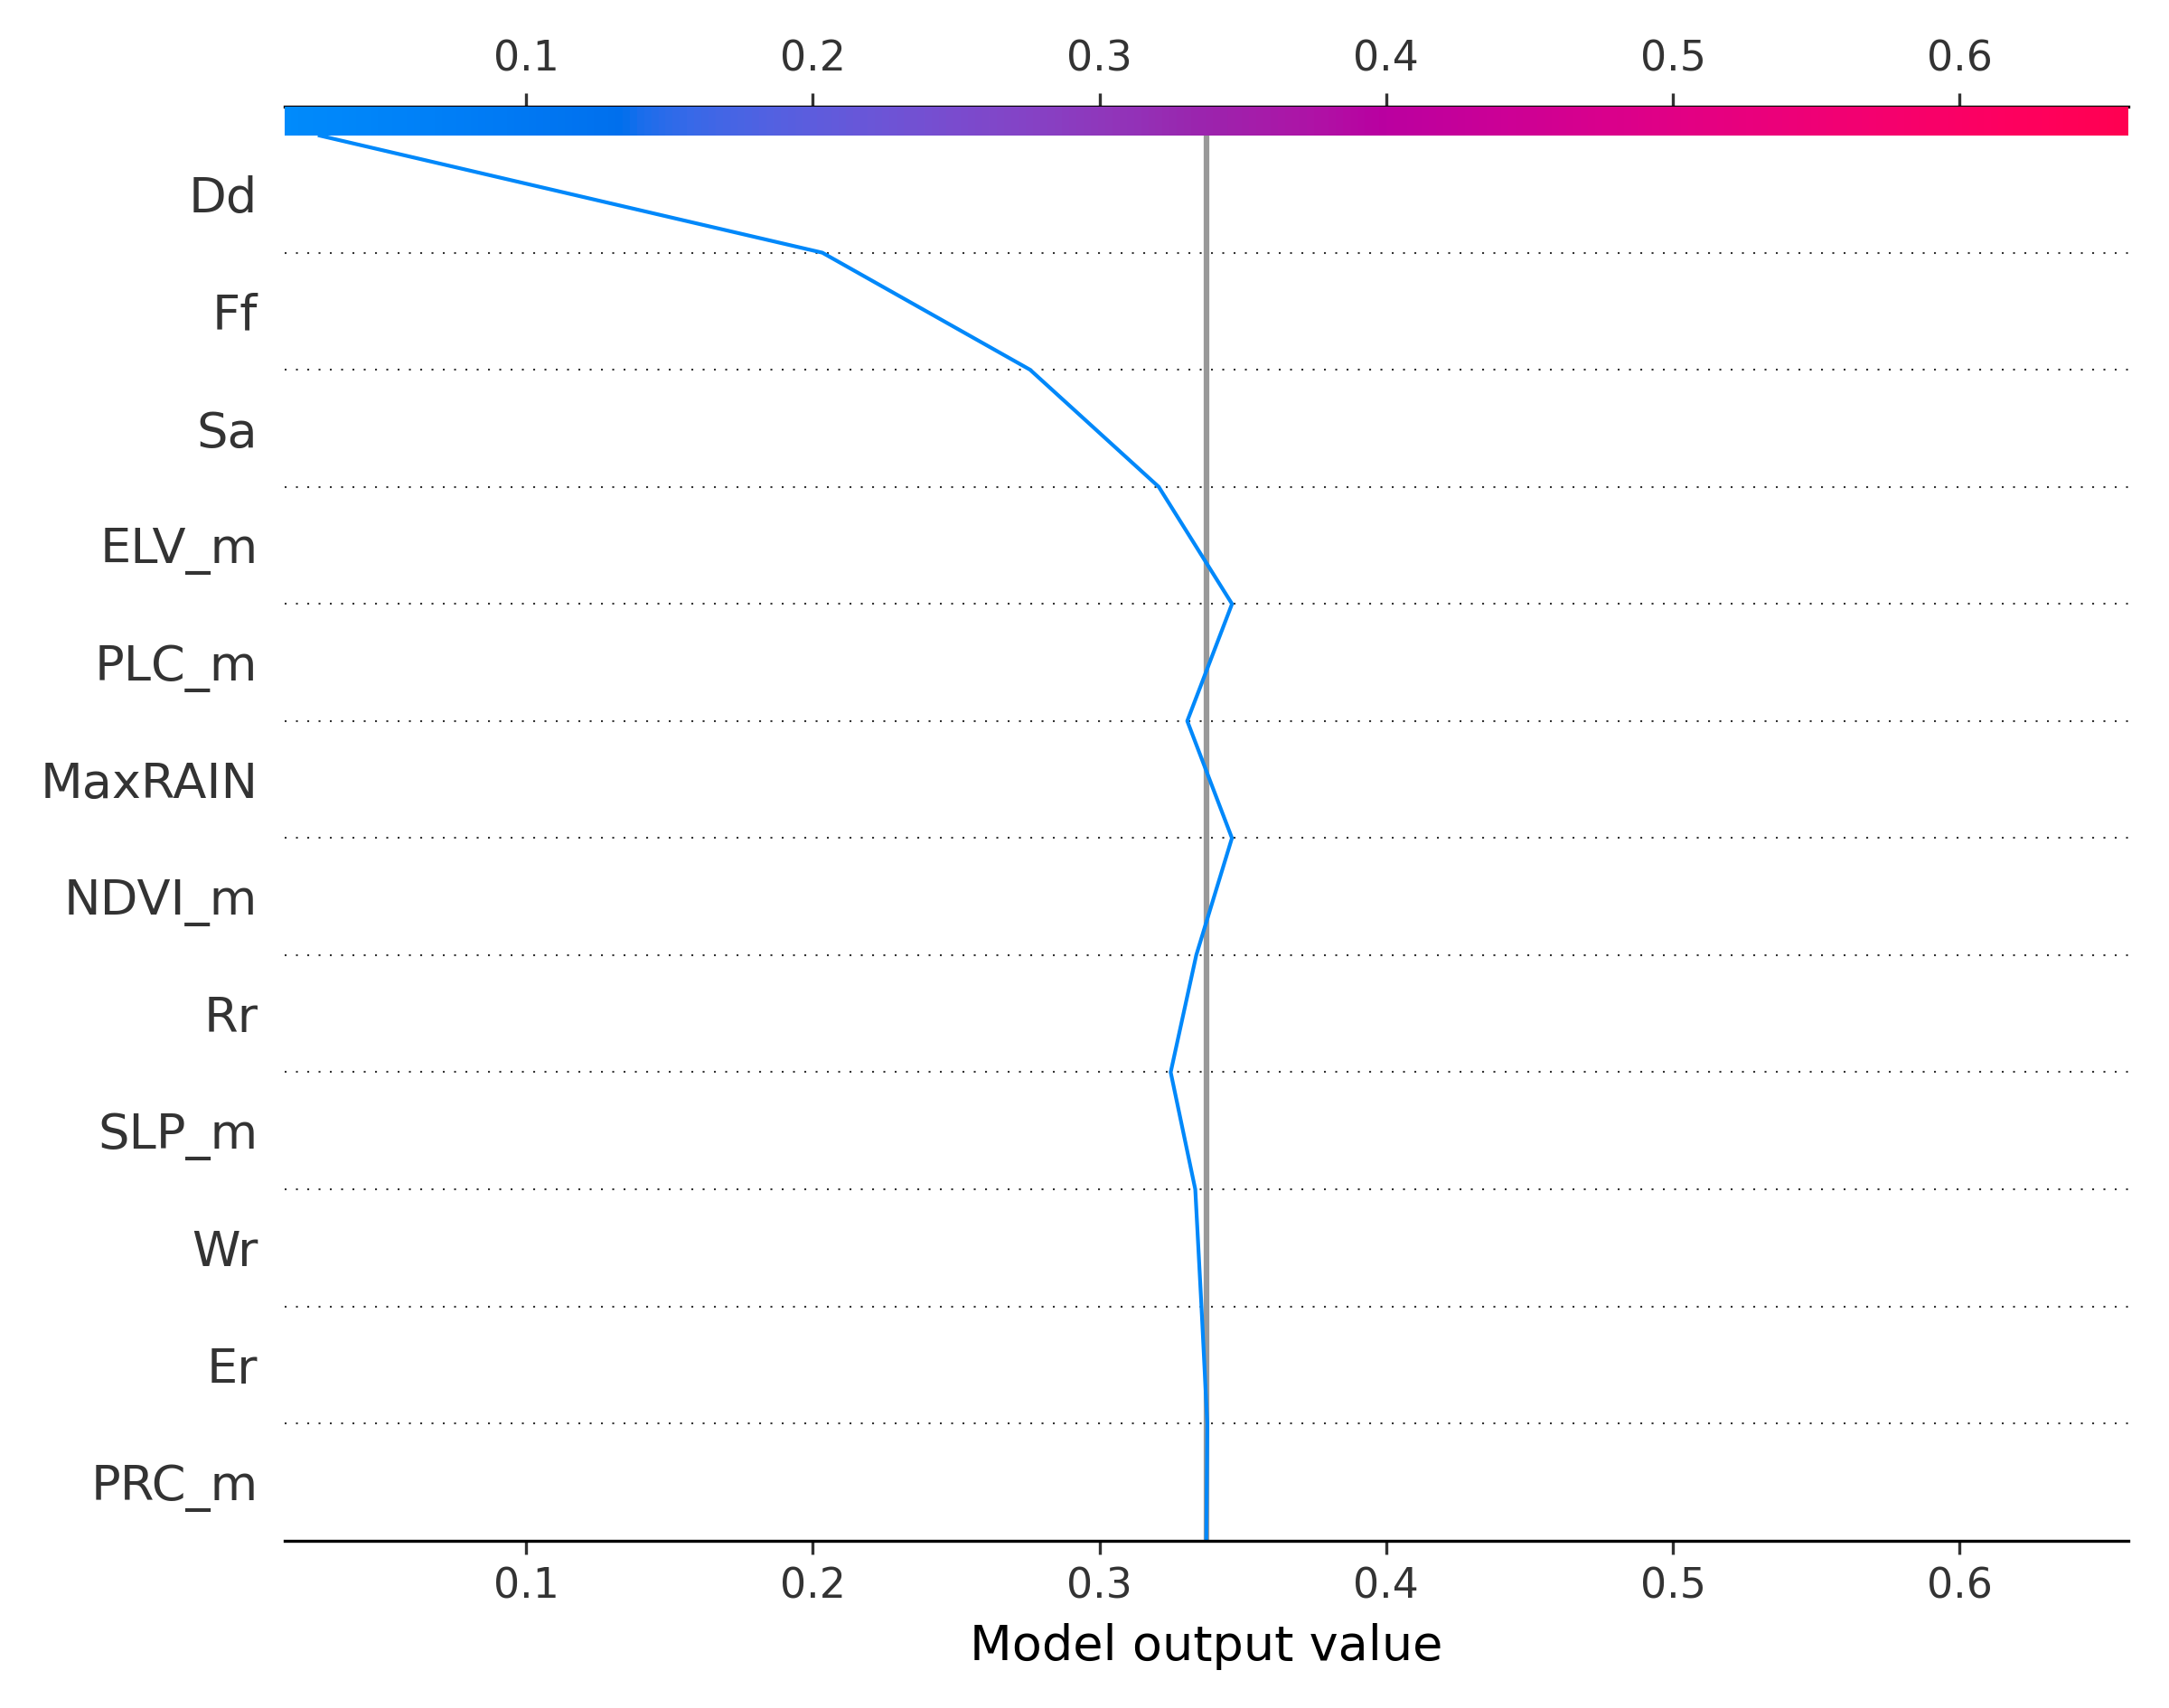 0.1 0.2 0.3 0.4 0.5 0.6
Dd
Ff
Sa
ELV_m
PLC_m
MaxRAIN
NDVI_m
Rr
SLP_m
Wr
Er
PRC_m
0.1 0.2 0.3 0.4 0.5 0.6
Model output value